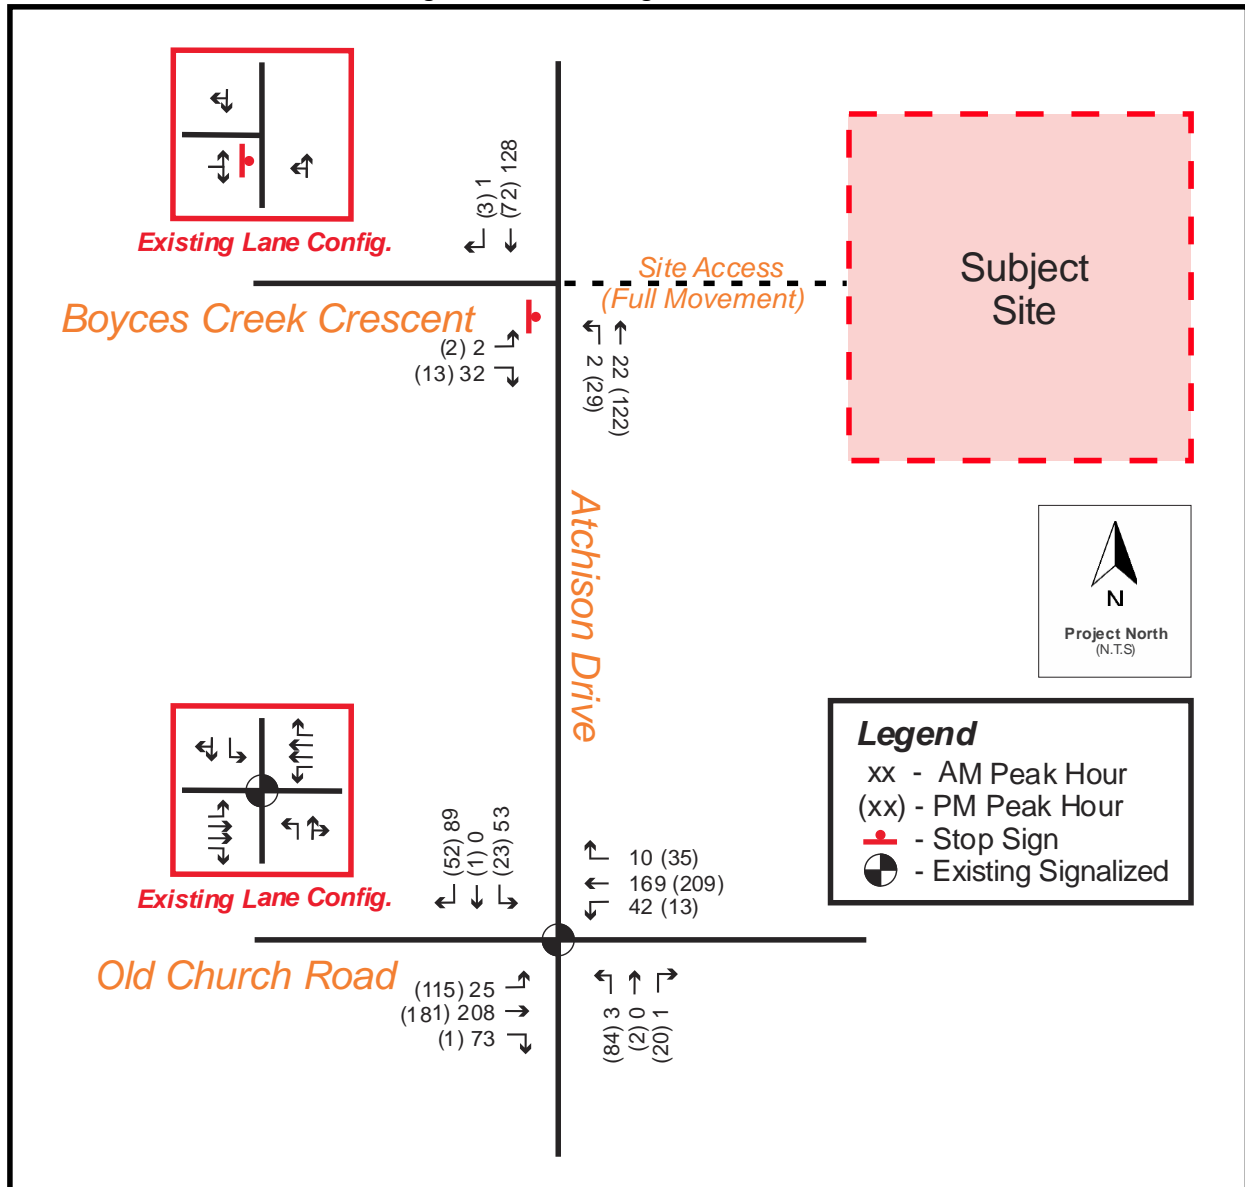 Existing Lane Config.
(3) 1
(72) 128
Site Access
(Full Movement)
Subject
Site
Boyces Creek Crescent
(2) 2
(13) 32
2 (29)
22 (122)
Atchison Drive
N
Project North
(N.T.S)
Legend
xx - AM Peak Hour
(xx) - PM Peak Hour
- Stop Sign
- Existing Signalized
Existing Lane Config.
(52) 89
(1) 0
(23) 53
10 (35)
169 (209)
42 (13)
Old Church Road
(115) 25
(181) 208
(1) 73
(84) 3
(2) 0
(20) 1